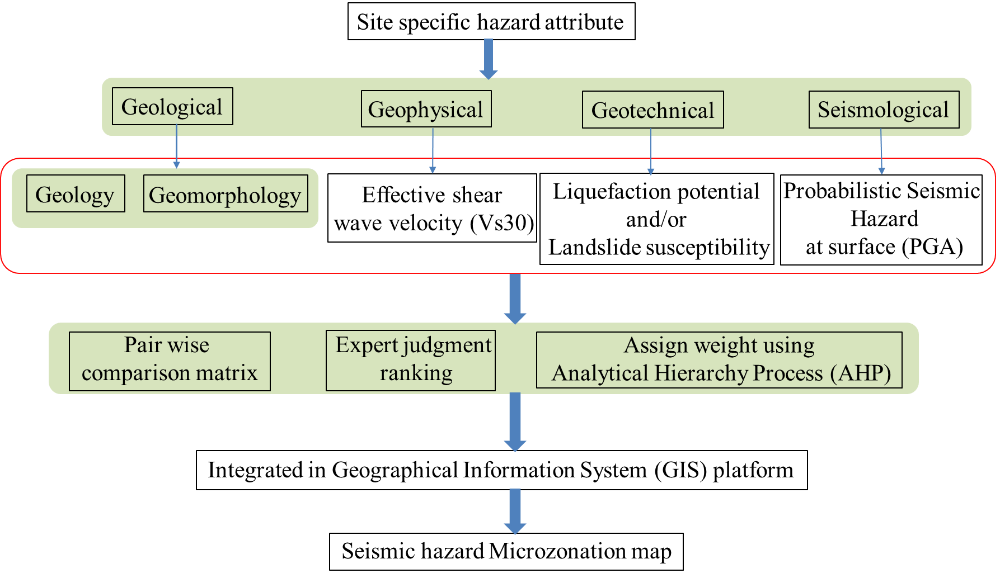 Site specific hazard attribute
Geological
Geophysical
Geotechnical
Seismological
Geology
Geomorphology
Effective shear
wave velocity (Vs30)
Liquefaction potential
and/or
Landslide susceptibility
Probabilistic Seismic
Hazard
at surface (PGA)
Pair wise
comparison matrix
Expert judgment
ranking
Assign weight using
Analytical Hierarchy Process (AHP)
Integrated in Geographical Information System (GIS) platform
Seismic hazard Microzonation map